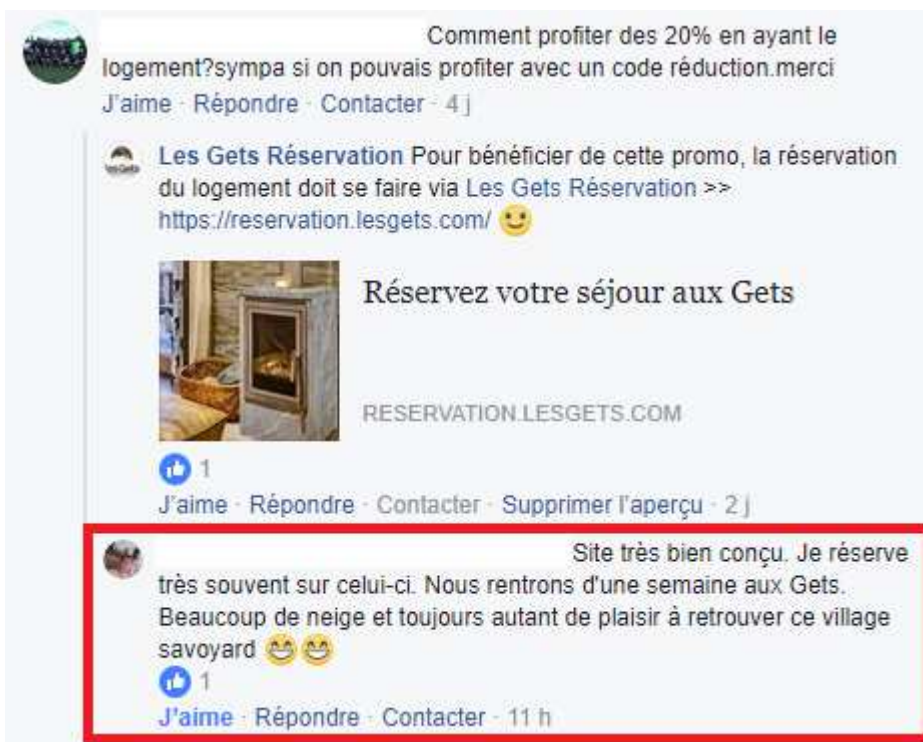 Comment profiter des 20% en ayant le
logement?sympa si on pouvais profiter avec un code réduction.merci
J'aime · Répondre · Contacter · 4 j
Les Gets Réservation Pour bénéficier de cette promo, la réservation
du logement doit se faire via Les Gets Réservation >>
https://reservation.lesgets.com/
Réservez votre séjour aux Gets
RESERVATION.LESGETS.COM
1
J'aime · Répondre · Contacter · Supprimer l'aperçu · 2 j
Site très bien conçu. Je réserve
très souvent sur celui-ci. Nous rentrons d'une semaine aux Gets.
Beaucoup de neige et toujours autant de plaisir à retrouver ce village
savoyard
1
J'aime · Répondre · Contacter · 11 h